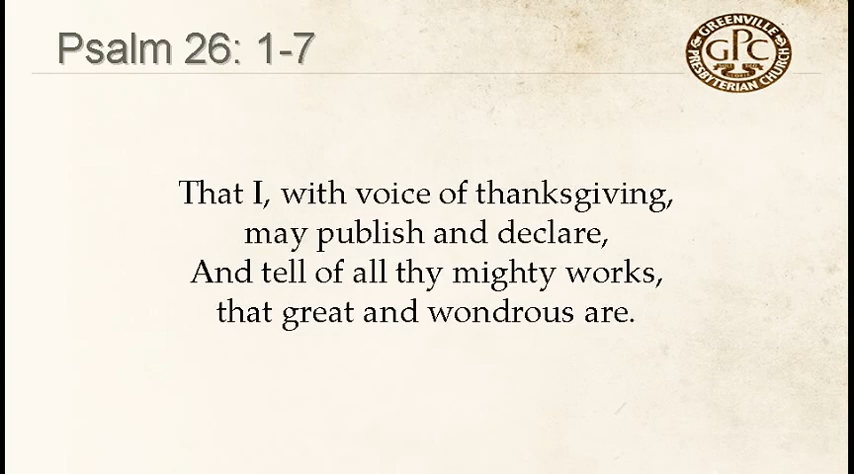 Psalm 26: 1-7
GREENVILLE
GPC
PRESBYTERIAN CHURCH
That I, with voice of thanksgiving,
may publish and declare,
And tell of all thy mighty works,
that great and wondrous are.